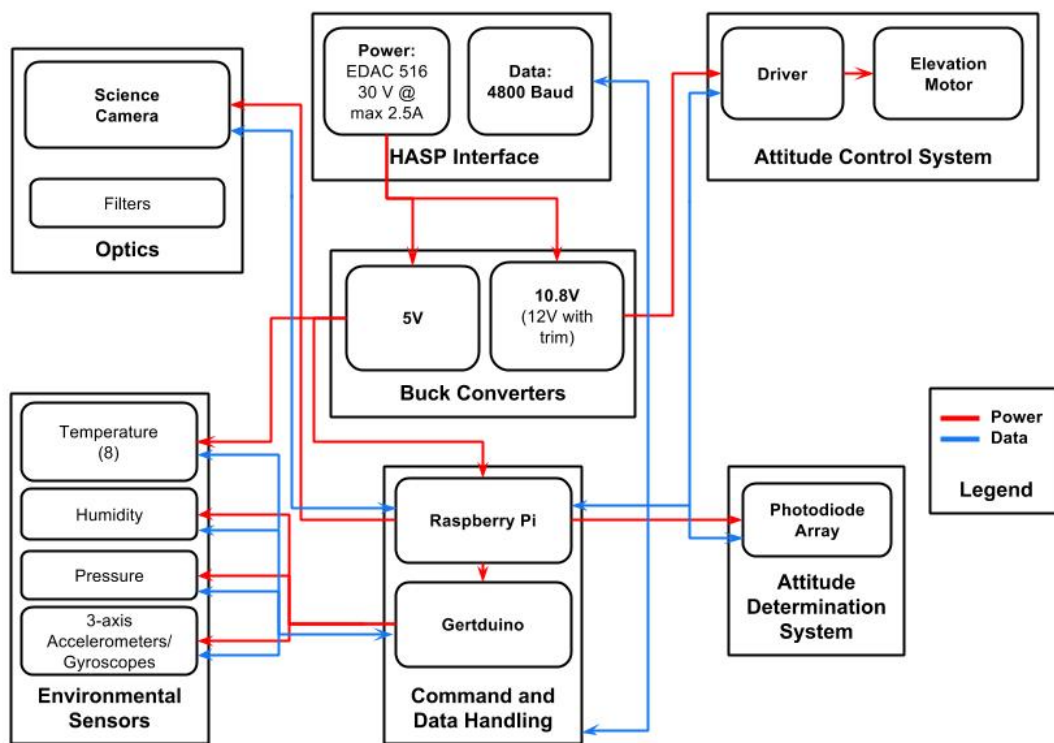 Science
Camera
Filters
Optics
Power:
EDAC 516
30 V @
max 2.5A
Data:
4800 Baud
HASP Interface
Driver
Elevation
Motor
Attitude Control System
5V
10.8V
(12V with
trim)
Buck Converters
Temperature
(8)
Humidity
Pressure
3-axis
Accelerometers/
Gyroscopes
Environmental
Sensors
Raspberry Pi
Gertduino
Command and
Data Handling
Photodiode
Array
Attitude
Determination
System
Power
Data
Legend